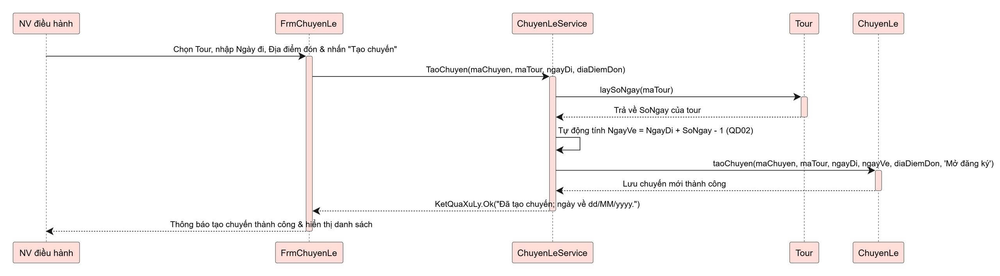 NV điều hành
FrmChuyenLe
ChuyenLeService
Tour
ChuyenLe
Chọn Tour, nhập Ngày đi, Địa điểm đón & nhấn "Tạo chuyến"
TaoChuyen(maChuyen, maTour, ngayDi, diaDiemDon)
laySoNgay(maTour)
Trả về SoNgay của tour
Tự động tính NgayVe = NgayDi + SoNgay - 1 (QD02)
taoChuyen(maChuyen, maTour, ngayDi, ngayVe, diaDiemDon, 'Mở đăng ký')
Lưu chuyến mới thành công
KetQuaXuLy.Ok("Đã tạo chuyến; ngày về dd/MM/yyyy.")
Thông báo tạo chuyến thành công & hiển thị danh sách
NV điều hành
FrmChuyenLe
ChuyenLeService
Tour
ChuyenLe